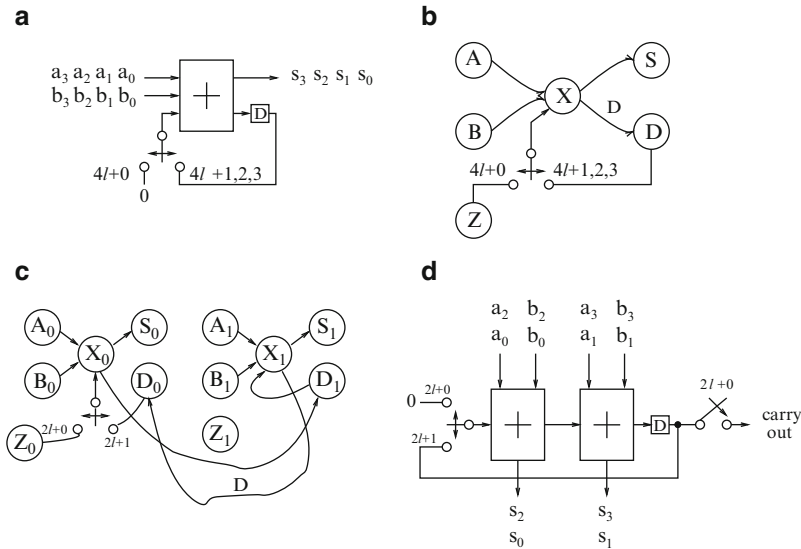 a
a₃ a₂ a₁ a₀
b₃ b₂ b₁ b₀
+
s₃ s₂ s₁ s₀
D
4l+0
4l +1,2,3
0
b
A
S
X
B
D
D
4l+0
4l+1,2,3
Z
c
A₀
S₀
A₁
S₁
X₀
X₁
B₀
D₀
B₁
D₁
Z₀
2l+0
2l+1
Z₁
D
d
a₂
b₂
a₃
b₃
a₀
b₀
a₁
b₁
0
2l+0
2l+1
+
+
D
2l+0
carry
out
s₂
s₃
s₀
s₁